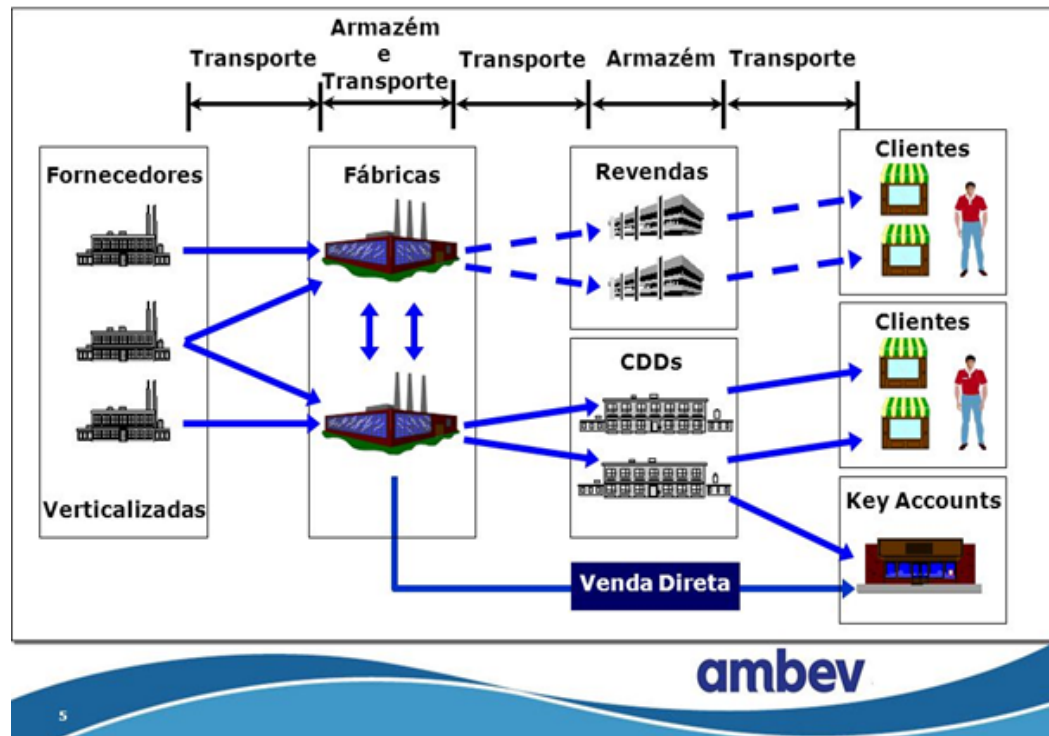 Transporte
Armazém
e
Transporte
Transporte
Armazém
Transporte
Fornecedores
Verticalizadas
Fábricas
Revendas
CDDs
Clientes
Clientes
Key Accounts
Venda Direta
ambev
5